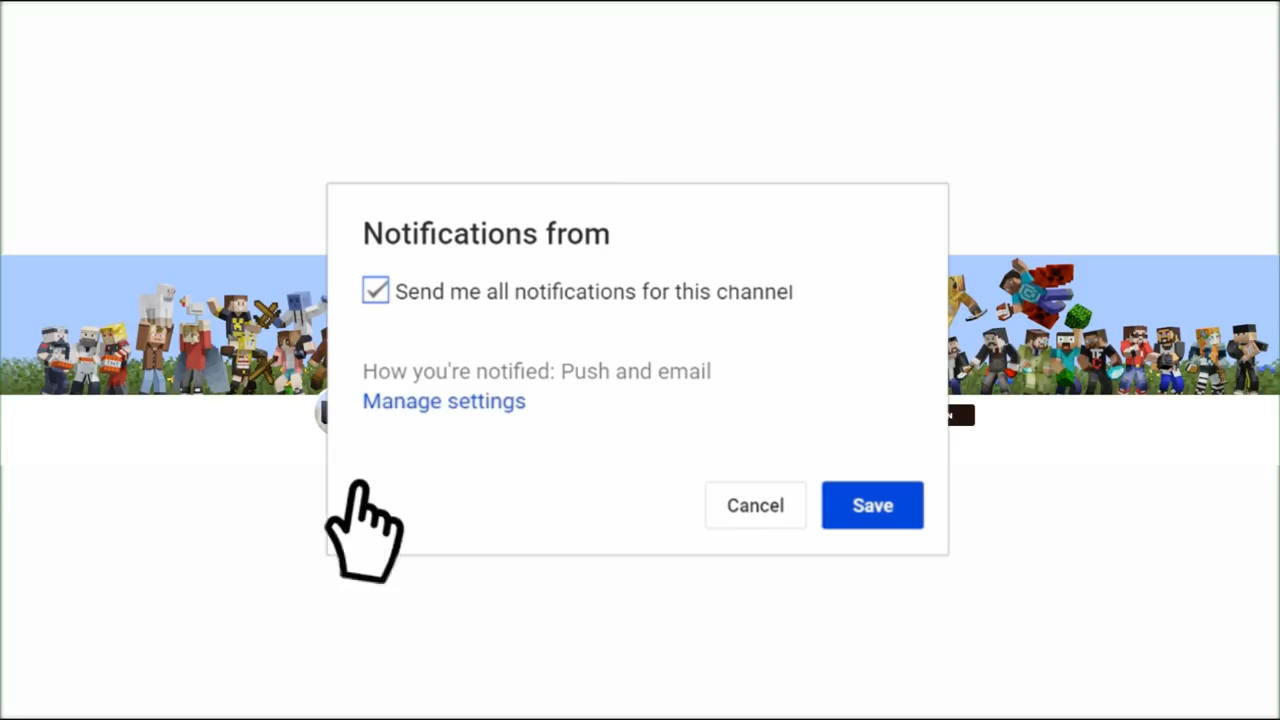 Notifications from
Send me all notifications for this channel
How you're notified: Push and email
Manage settings
Cancel
Save